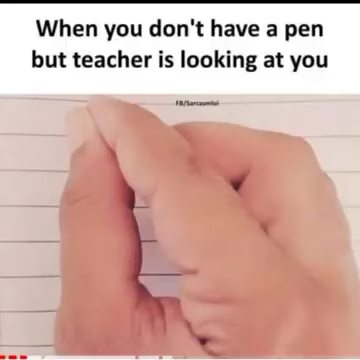 When you don't have a pen
but teacher is looking at you
FB/Sarcasmlol